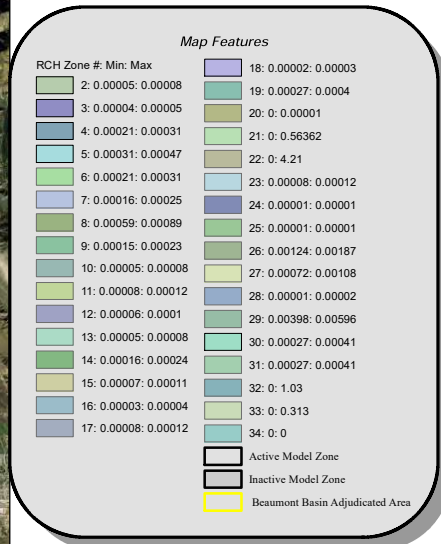 Map Features
RCH Zone #: Min: Max
2: 0.00005: 0.00008
3: 0.00004: 0.00005
4: 0.00021: 0.00031
5: 0.00031: 0.00047
6: 0.00021: 0.00031
7: 0.00016: 0.00025
8: 0.00059: 0.00089
9: 0.00015: 0.00023
10: 0.00005: 0.00008
11: 0.00008: 0.00012
12: 0.00006: 0.0001
13: 0.00005: 0.00008
14: 0.00016: 0.00024
15: 0.00007: 0.00011
16: 0.00003: 0.00004
17: 0.00008: 0.00012
18: 0.00002: 0.00003
19: 0.00027: 0.0004
20: 0: 0.00001
21: 0: 0.56362
22: 0: 4.21
23: 0.00008: 0.00012
24: 0.00001: 0.00001
25: 0.00001: 0.00001
26: 0.00124: 0.00187
27: 0.00072: 0.00108
28: 0.00001: 0.00002
29: 0.00398: 0.00596
30: 0.00027: 0.00041
31: 0.00027: 0.00041
32: 0: 1.03
33: 0: 0.313
34: 0: 0
Active Model Zone
Inactive Model Zone
Beaumont Basin Adjudicated Area